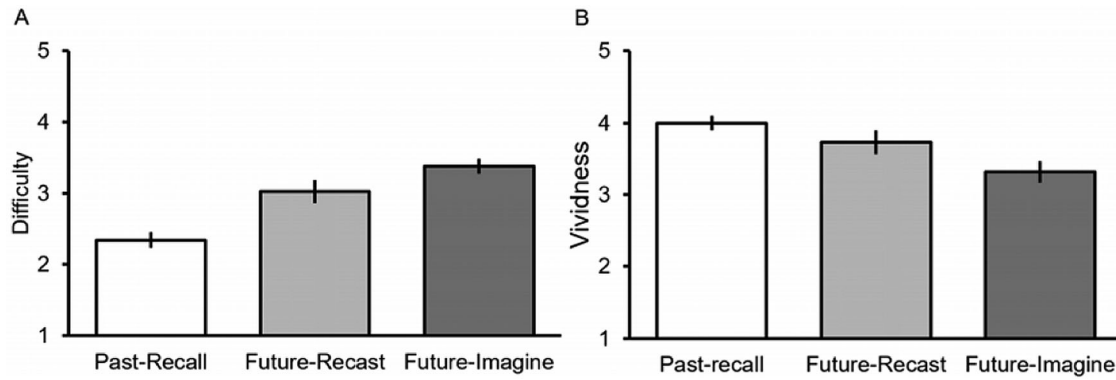 A
5
4
3
2
1
Difficulty
Past-Recall Future-Recast Future-Imagine
B
5
4
3
2
1
Vividness
Past-recall Future-Recast Future-Imagine